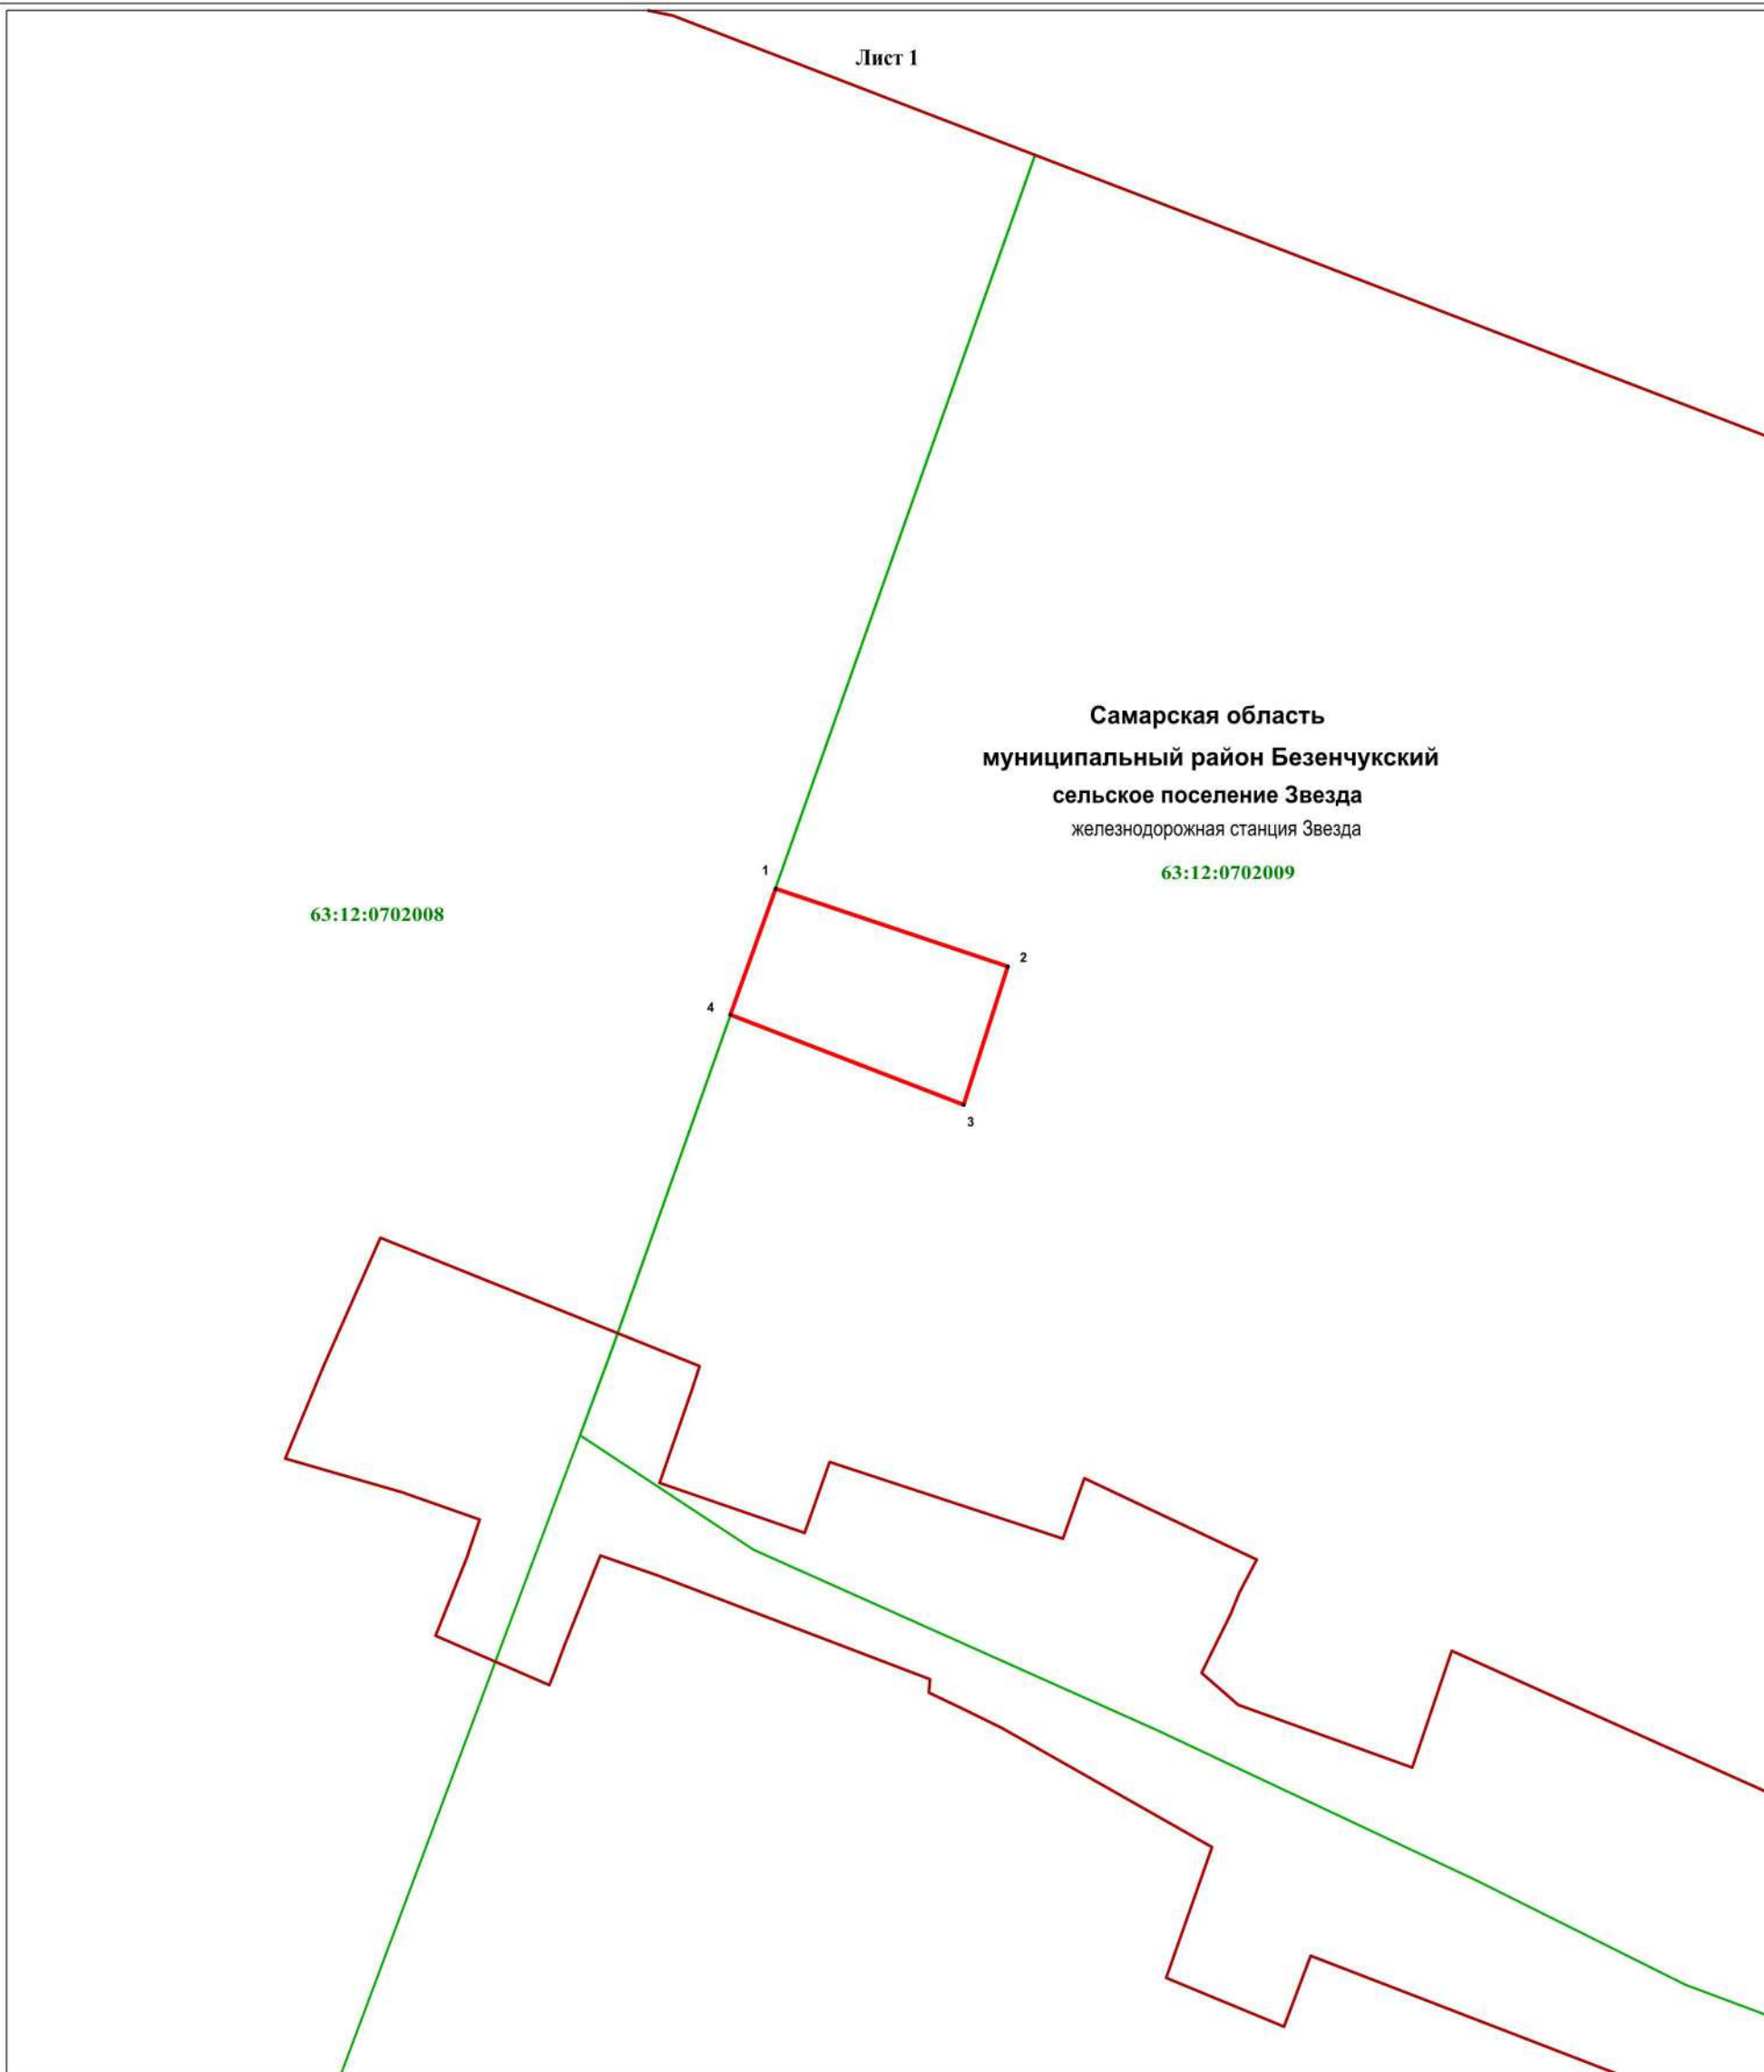 Лист 1
Самарская область
муниципальный район Безенчукский
сельское поселение Звезда
железнодорожная станция Звезда
63:12:0702009
1
63:12:0702008
2
4
3